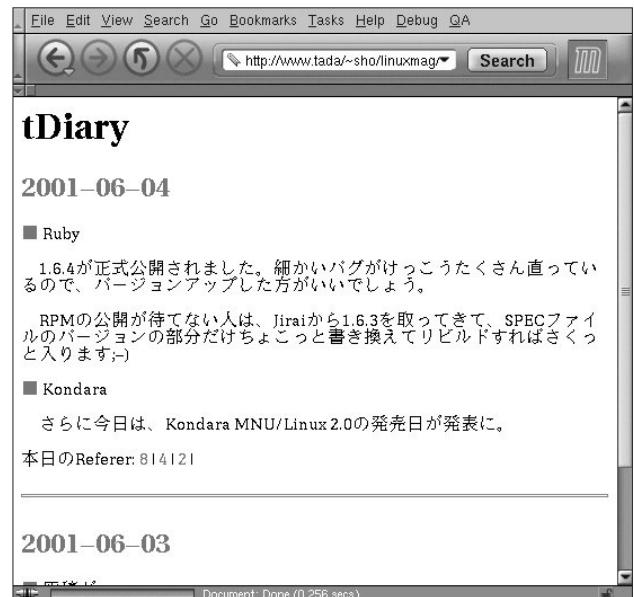 File Edit View Search Go Bookmarks Tasks Help Debug QA
http://www.tada/~sho/linuxmag/
Search
tDiary
2001-06-04
■ Ruby
1.6.4が正式公開されました。細かいバグがけっこうたくさん直ってい
るので、バージョンアップした方がいいでしょう。
RPMの公開が待てない人は、Jiraiから1.6.3を取ってきて、SPECファイ
ルのバージョンの部分だけちょこっと書き換えてリビルドすればさくっ
と入ります;-)
■ Kondara
さらに今日は、Kondara MNU/Linux 2.0の発売日が発表に。
本日のReferer: 8|4|2|
2001-06-03
Document: Done (0.256 secs)